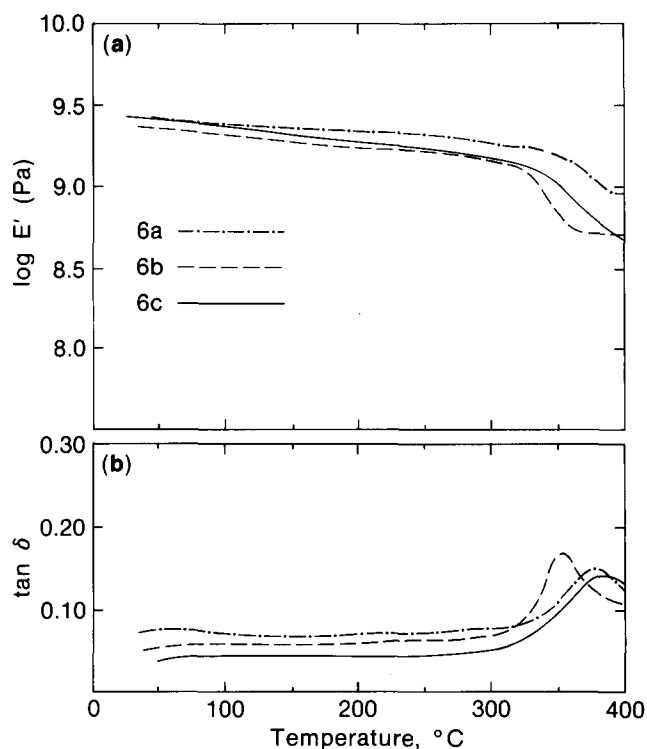 (a)
10.0
9.5
9.0
8.5
8.0
log E′ (Pa)
6a
6b
6c
(b)
0.30
0.20
0.10
tan δ
0 100 200 300 400
Temperature, °C